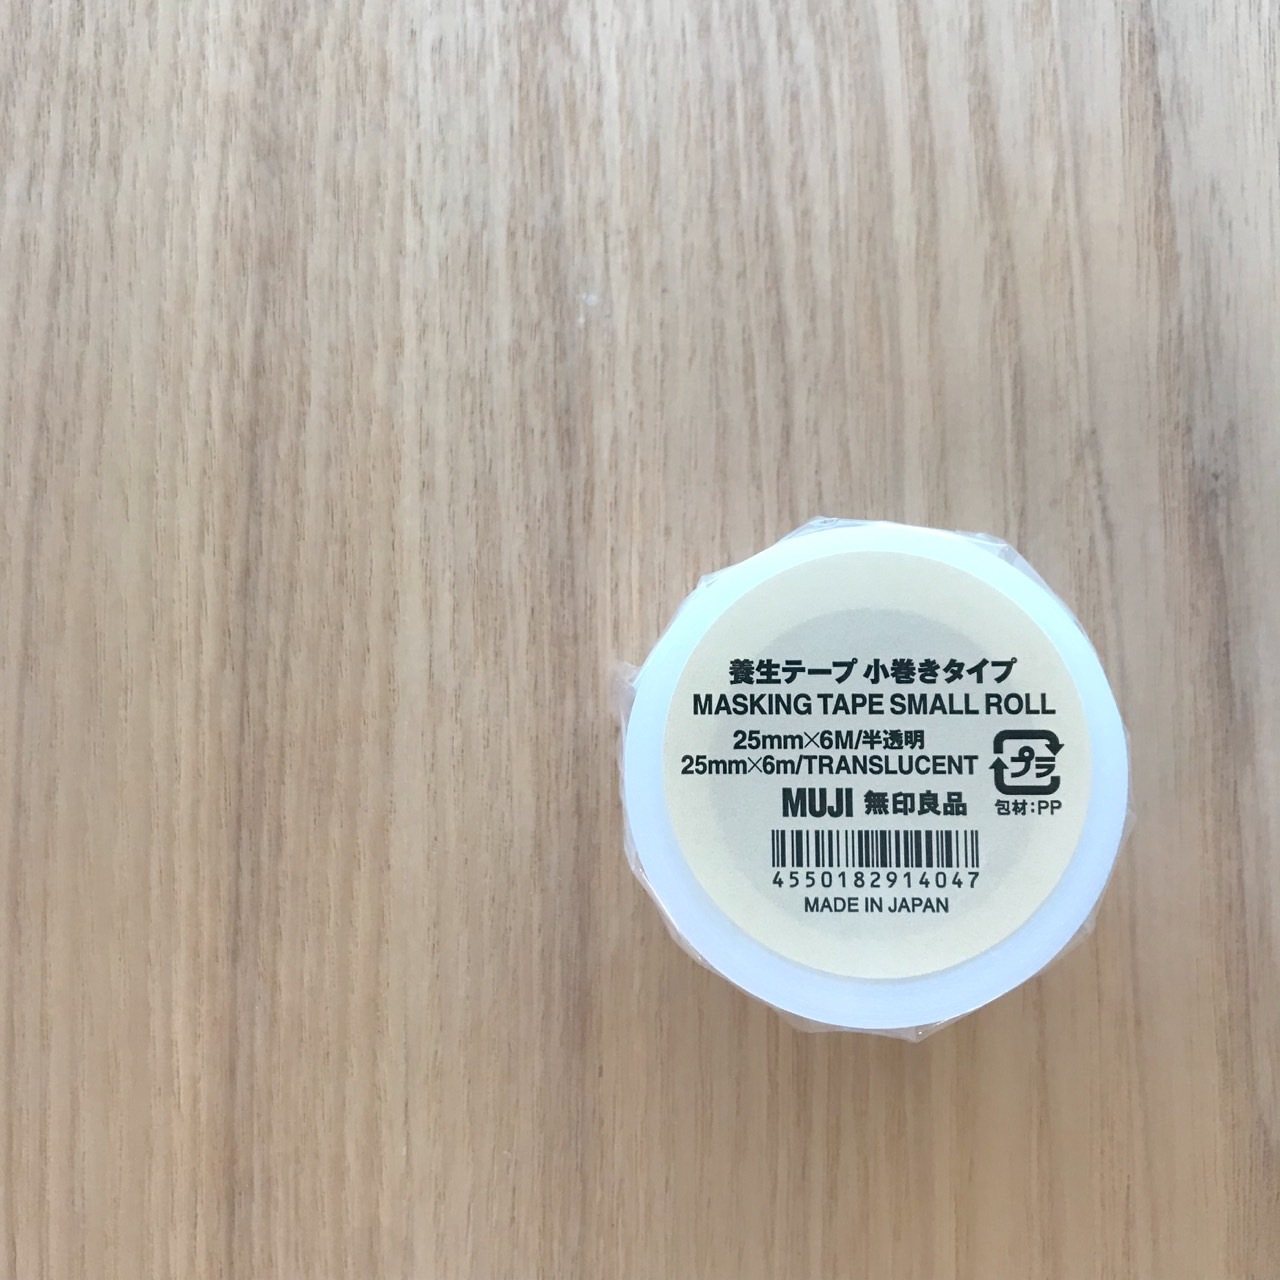 養生テープ 小巻きタイプ
MASKING TAPE SMALL ROLL
25mm×6M/半透明
25mm×6m/TRANSLUCENT
プラ
包材:PP
MUJI 無印良品
4550182914047
MADE IN JAPAN